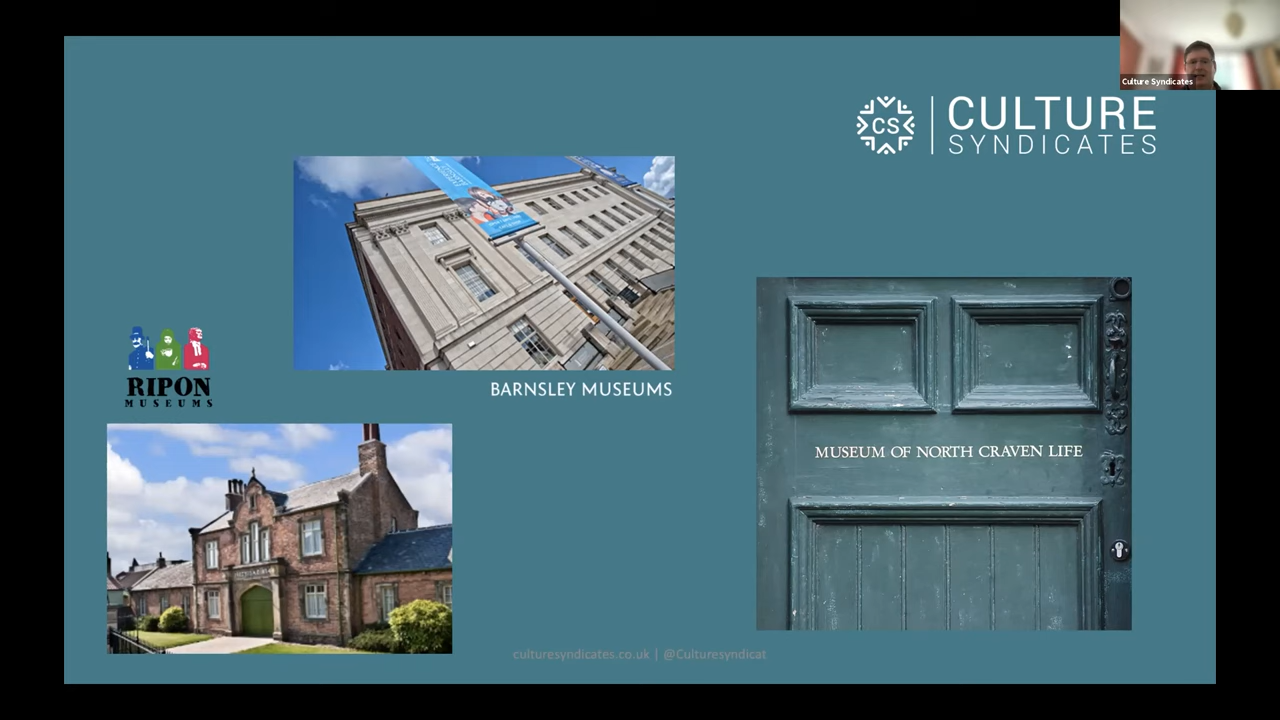 Culture Syndicates
CS
CULTURE
SYNDICATES
RIPON
MUSEUMS
BARNSLEY MUSEUMS
MUSEUM OF NORTH CRAVEN LIFE
culturesyndicates.co.uk | @Culturesyndicat